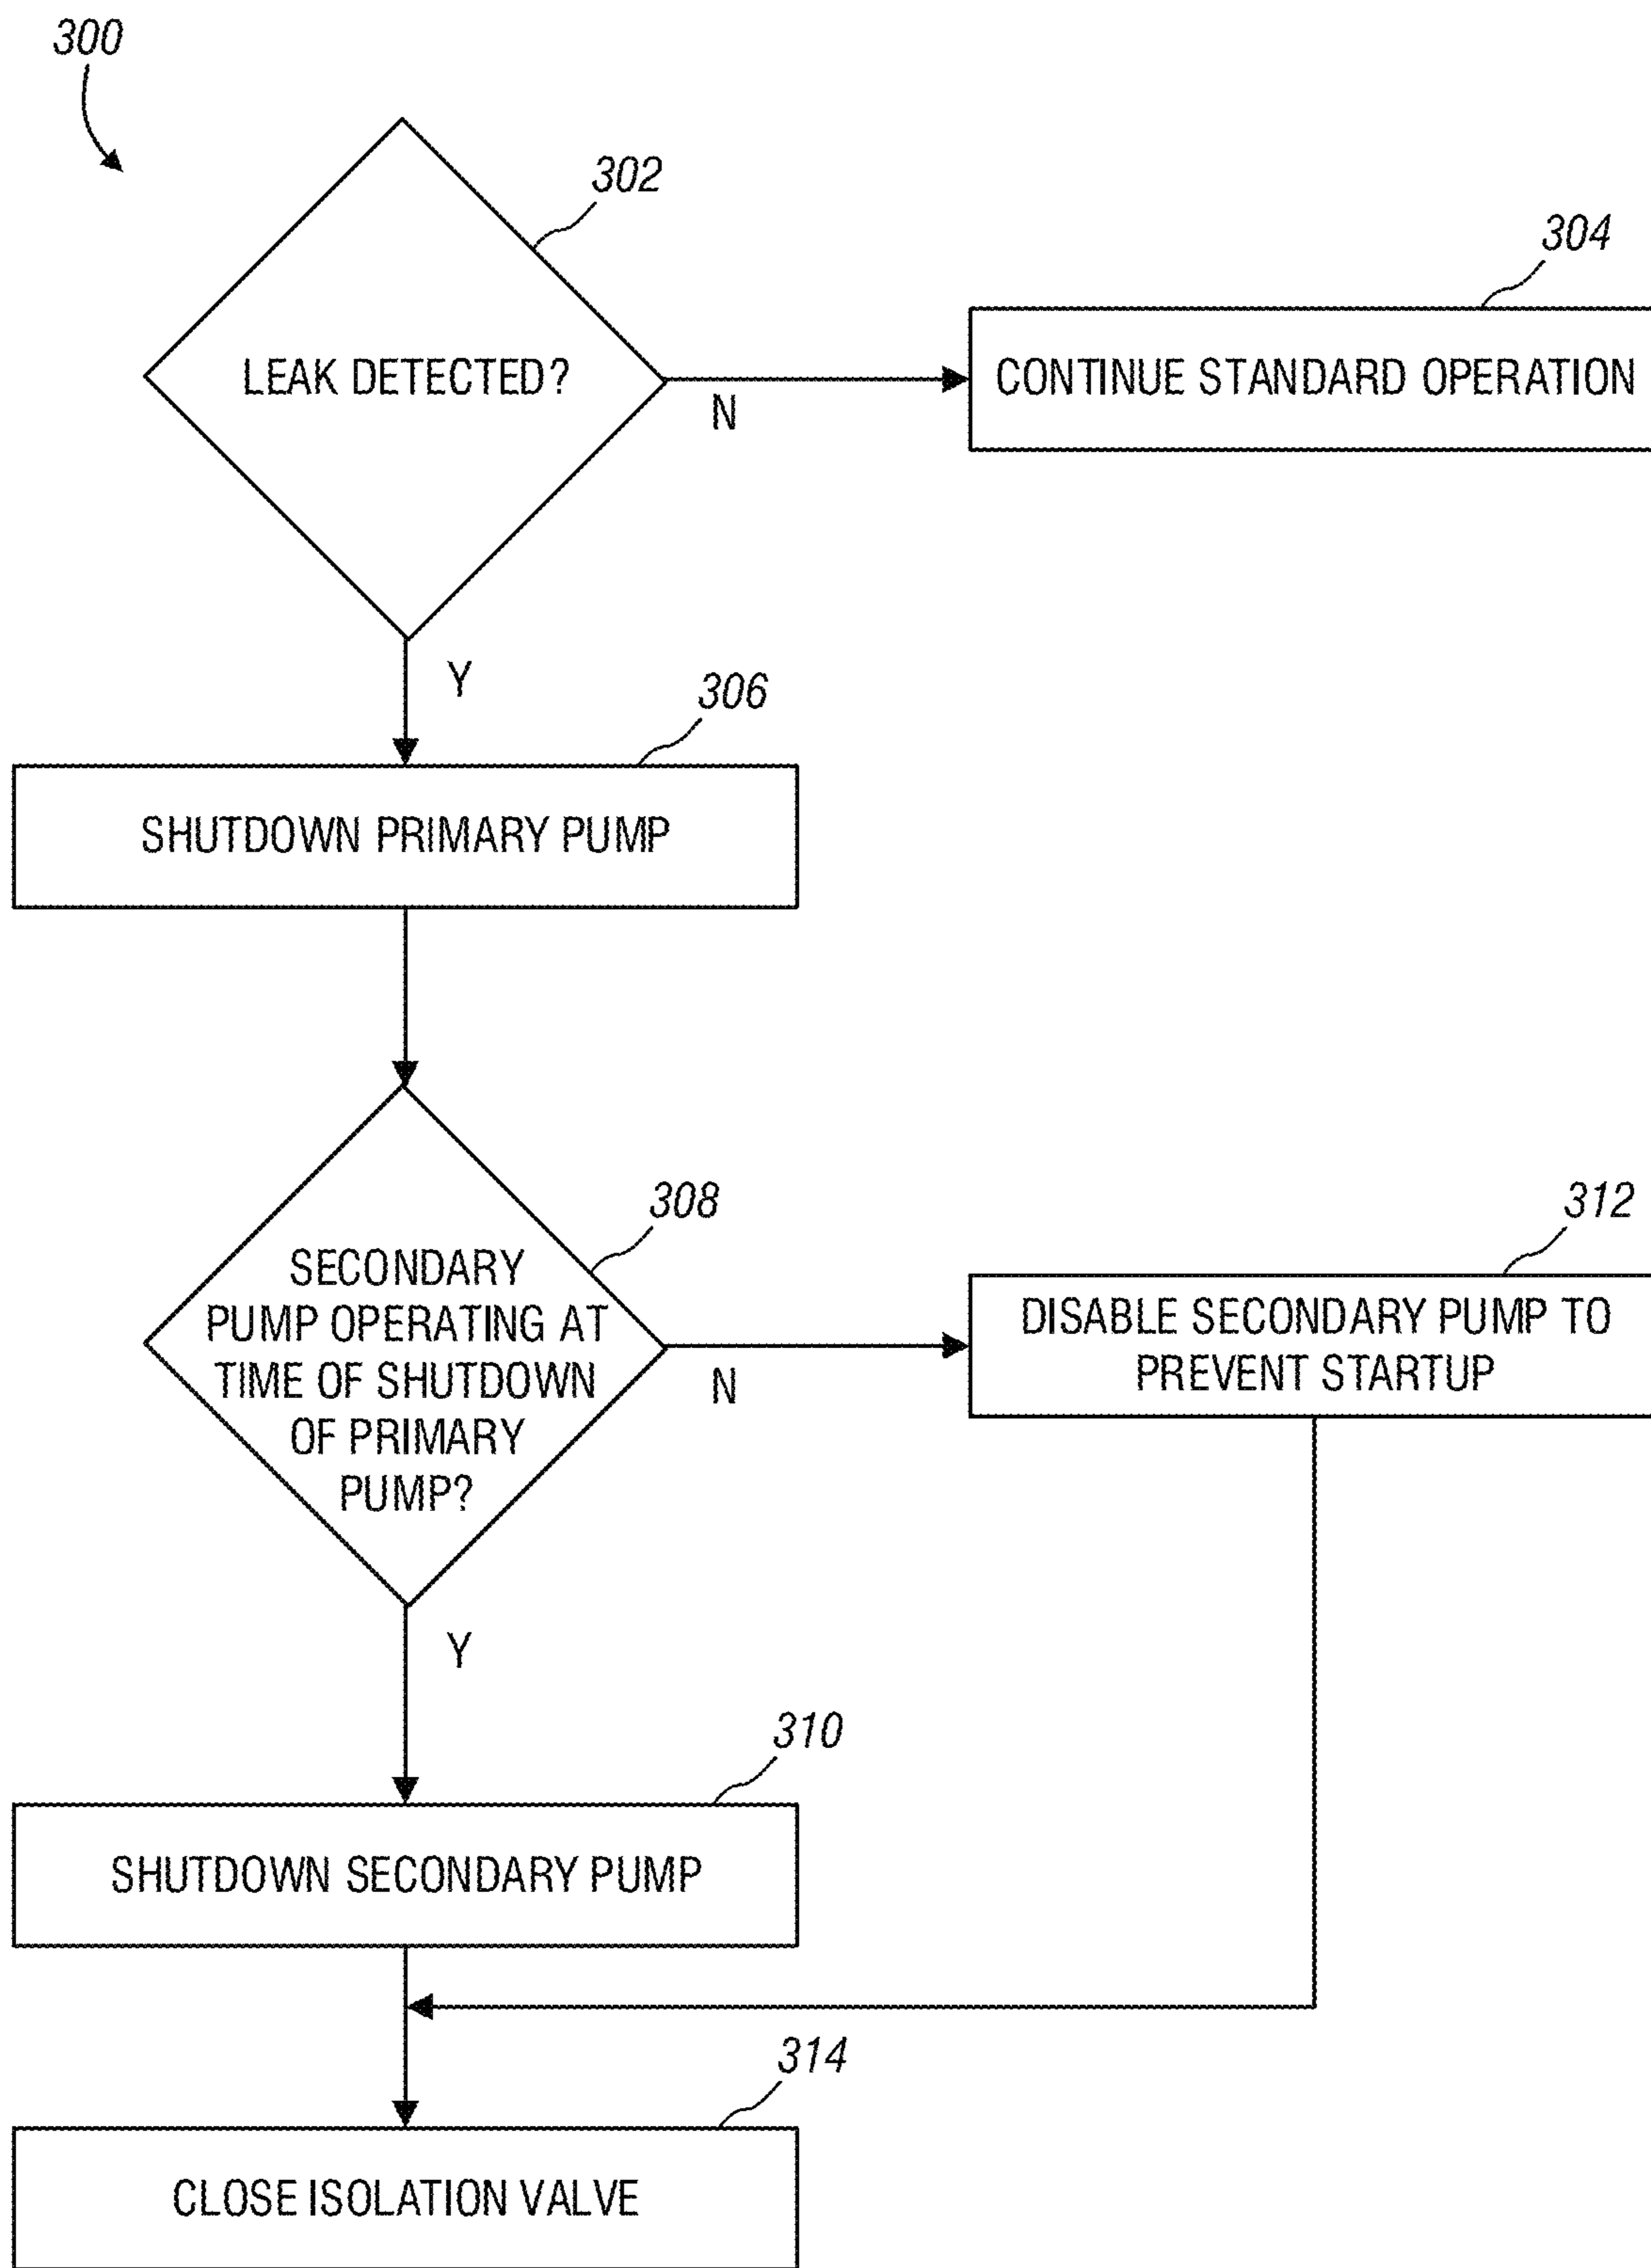 300
302
304
LEAK DETECTED?
CONTINUE STANDARD OPERATION
N
Y
306
SHUTDOWN PRIMARY PUMP
308
312
SECONDARY
PUMP OPERATING AT
TIME OF SHUTDOWN
OF PRIMARY
PUMP?
DISABLE SECONDARY PUMP TO
PREVENT STARTUP
N
Y
310
SHUTDOWN SECONDARY PUMP
314
CLOSE ISOLATION VALVE